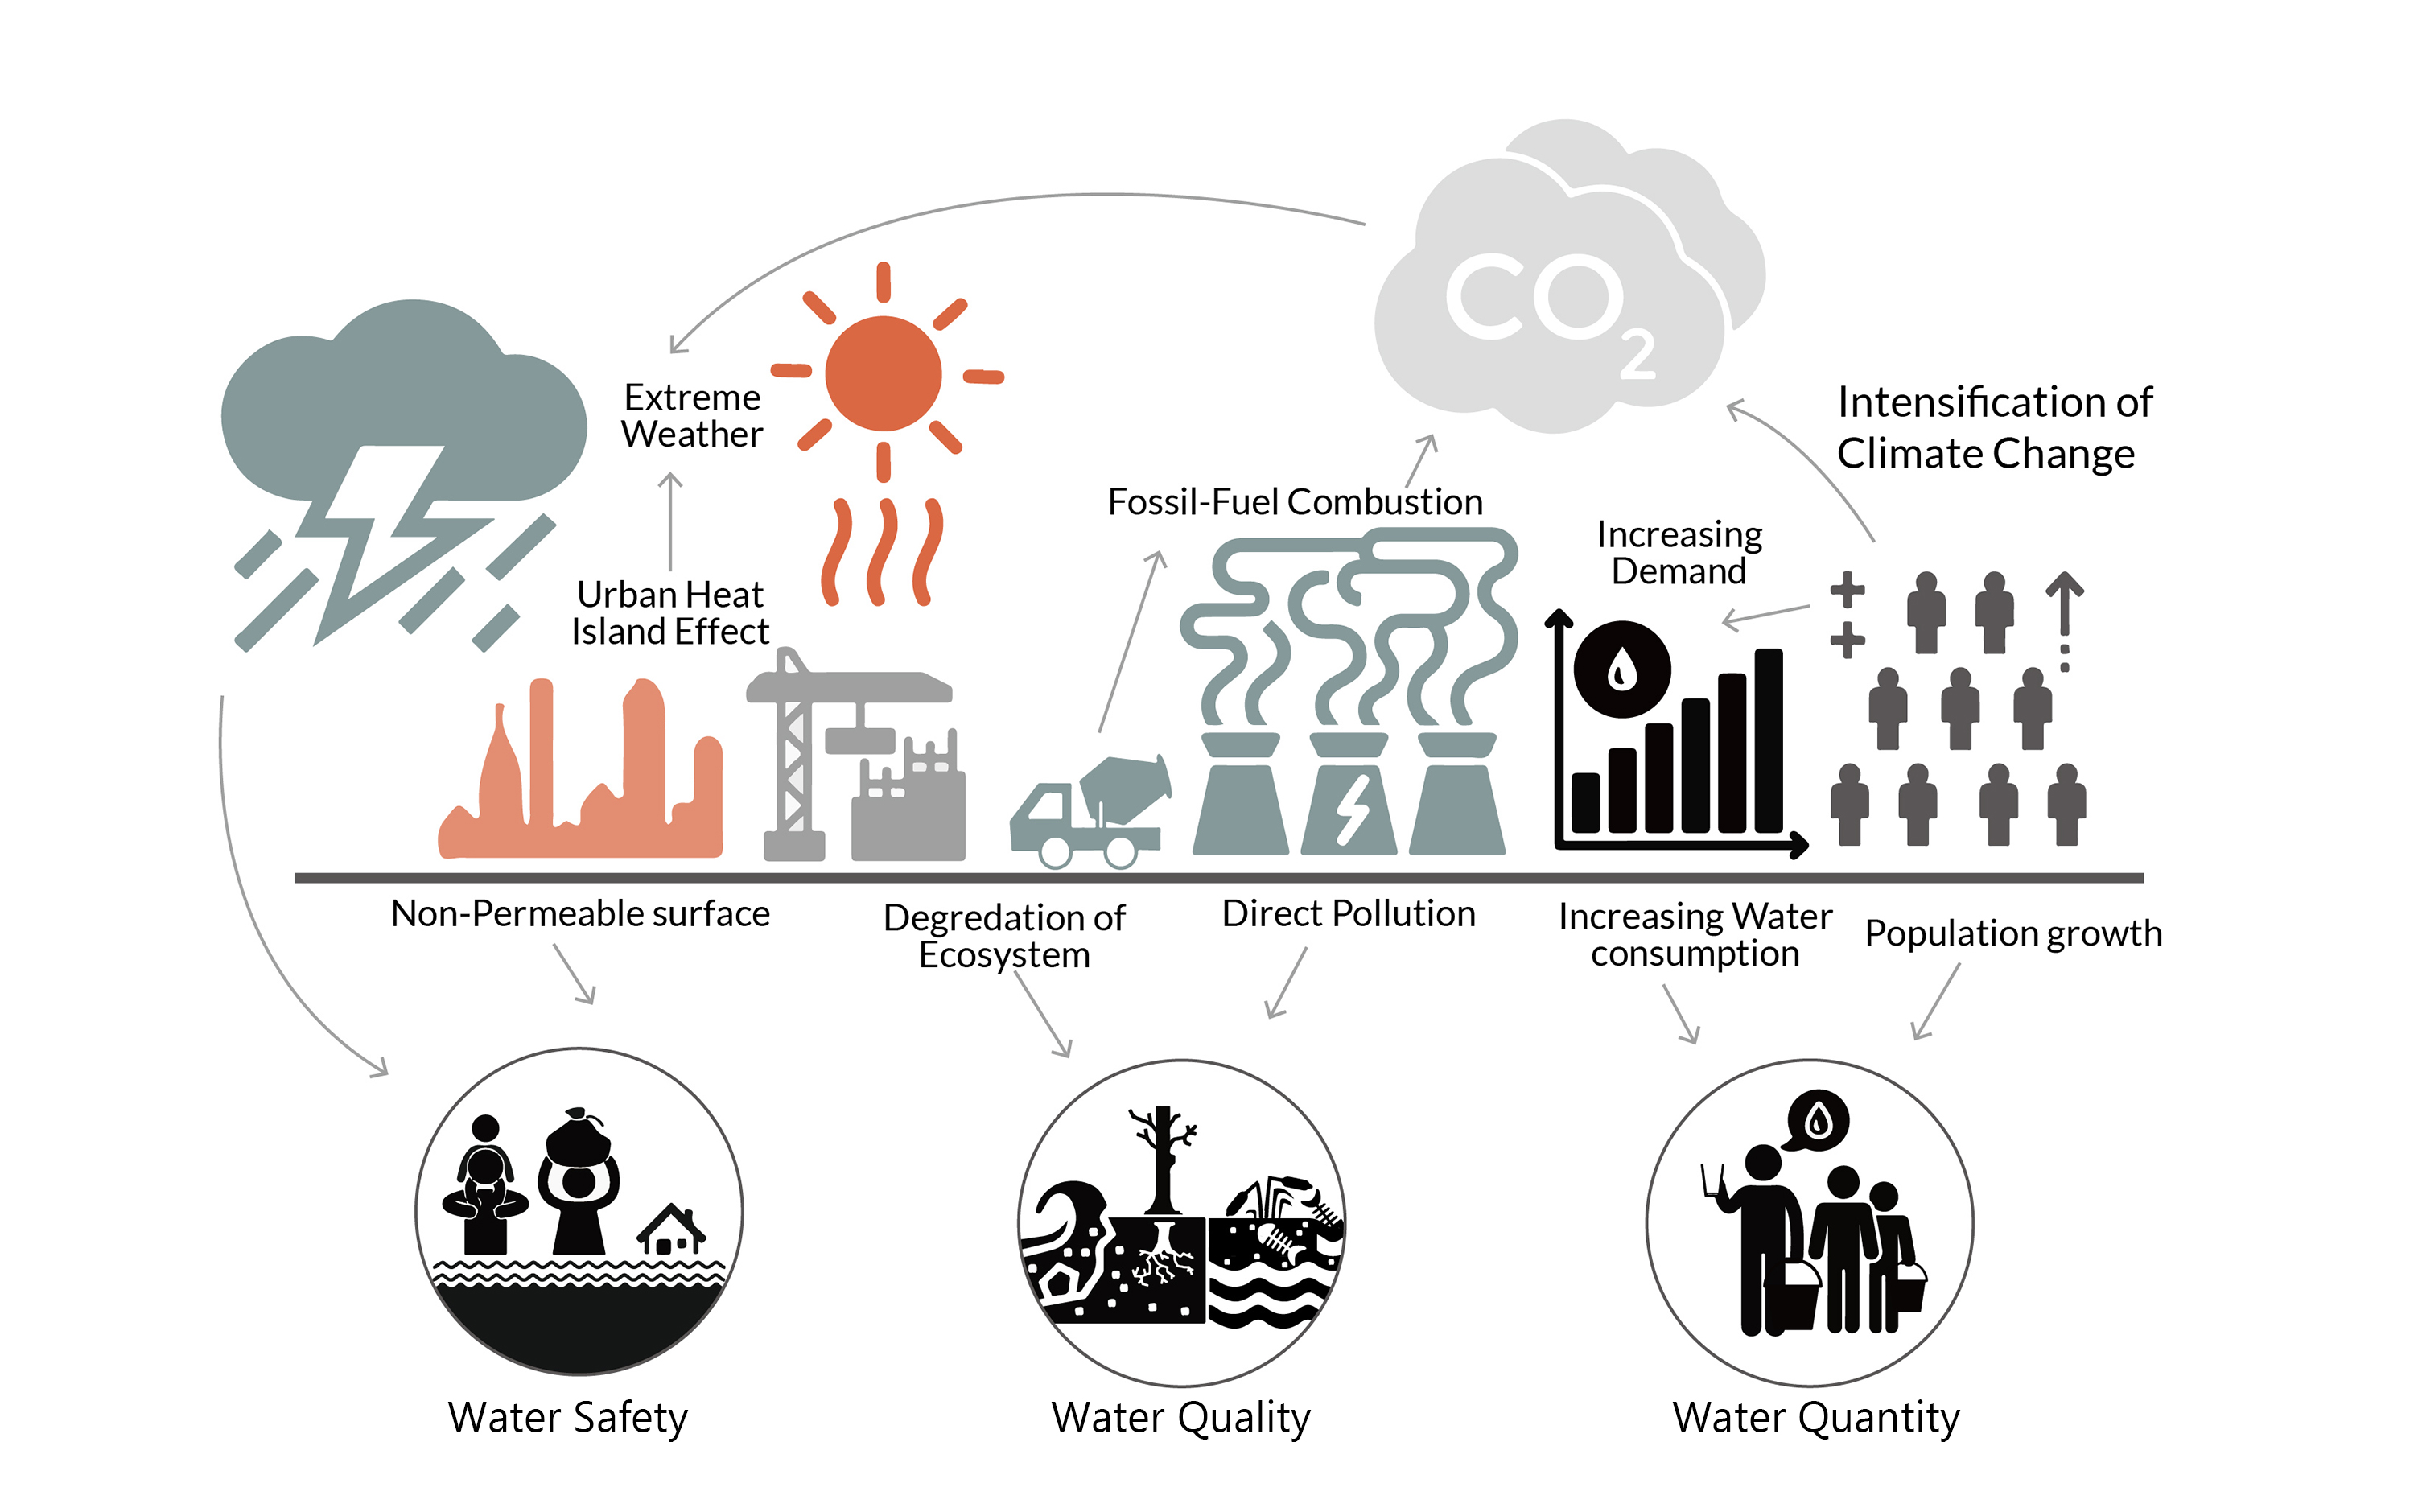 CO2
Extreme
Weather
Intensification of
Climate Change
Fossil-Fuel Combustion
Increasing
Demand
Urban Heat
Island Effect
Non-Permeable surface
Degredation of
Ecosystem
Direct Pollution
Increasing Water
consumption
Population growth
Water Safety
Water Quality
Water Quantity